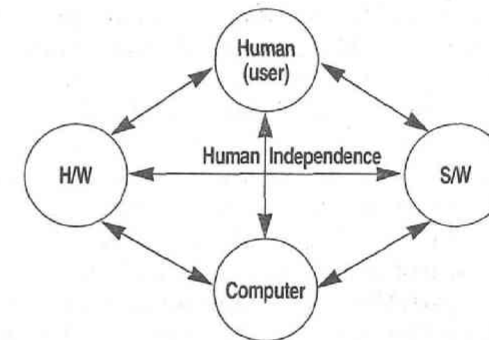 Human
(user)
Human Independence
H/W
S/W
Computer